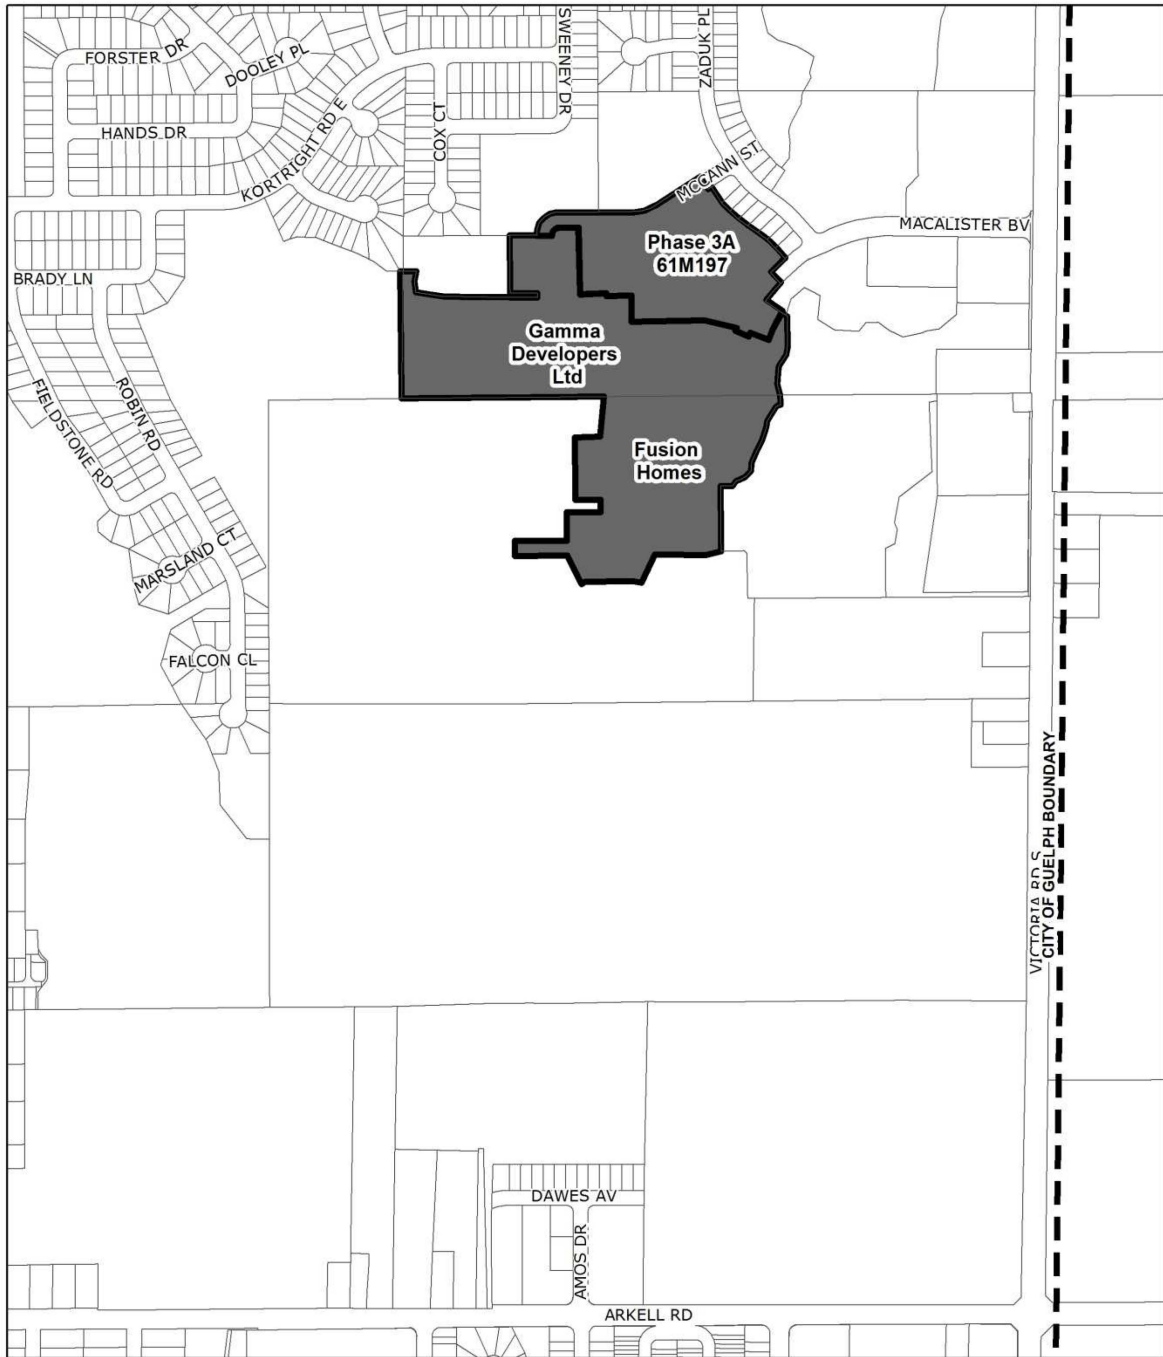 SWEENEY DR
ZADUK PL
FORSTER DR
DOOLEY PL
HANDS DR
COX CT
KORTRIGHT RD E
MCCANN ST
MACALISTER BV
Phase 3A
61M197
BRADY LN
Gamma
Developers
Ltd
ROBIN RD
FIELDSTONE RD
Fusion
Homes
MARSLAND CT
FALCON CL
VICTORIA RD S
CITY OF GUELPH BOUNDARY
DAWES AV
AMOS DR
ARKELL RD